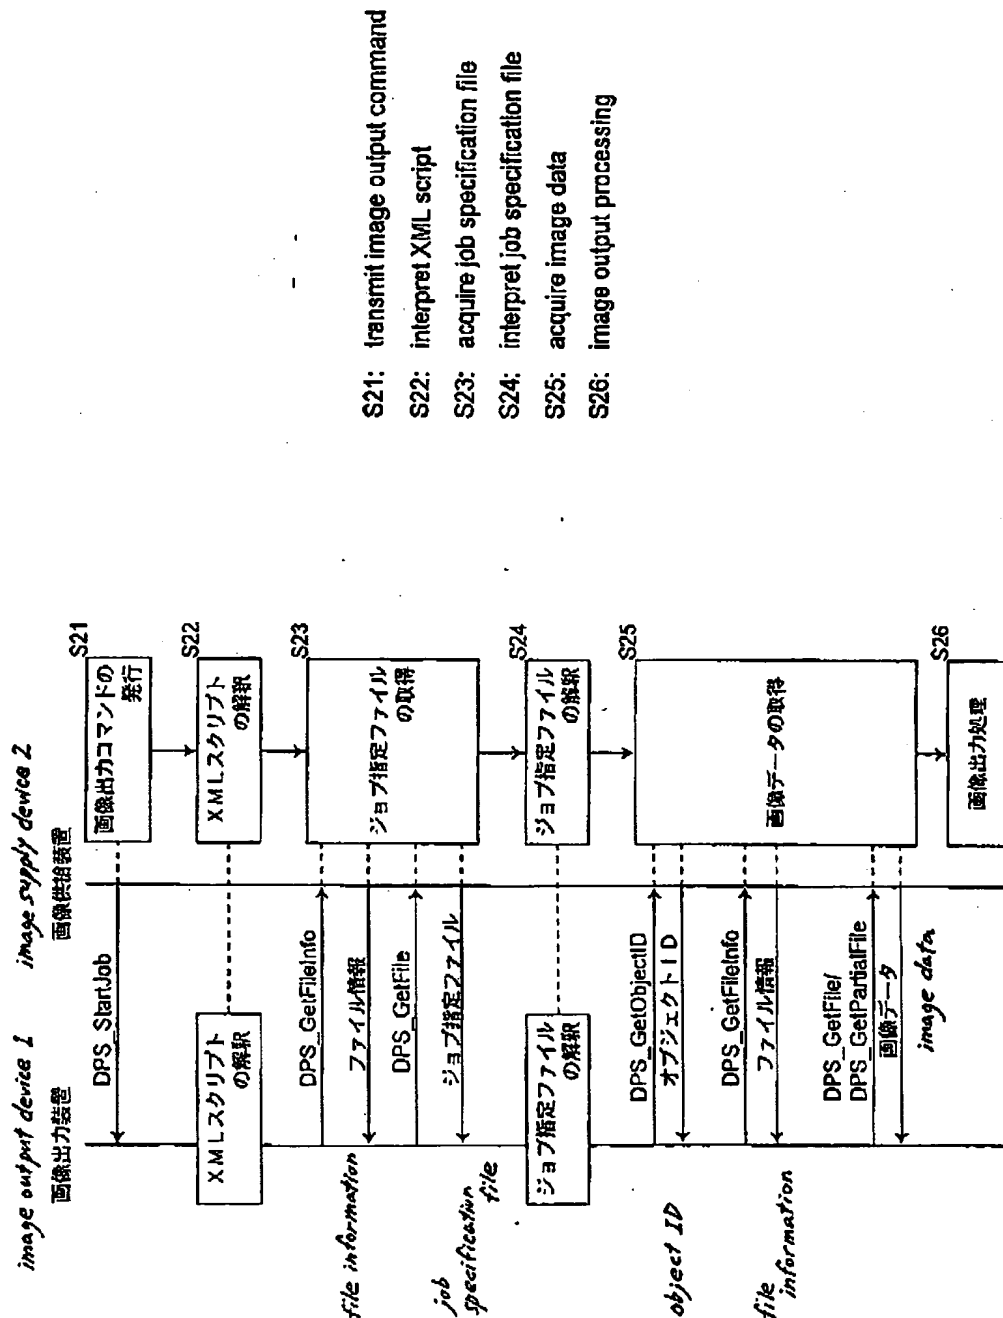 image output device 1
画像出力装置
image supply device 2
画像供給装置
DPS_StartJob
画像出力コマンドの
発行
S21
XMLスクリプト
の解釈
XMLスクリプト
の解釈
S22
DPS_GetFileInfo
ファイル情報
file information
DPS_GetFile
ジョブ指定ファイル
job
specification
file
ジョブ指定ファイル
の取得
S23
ジョブ指定ファイル
の解釈
ジョブ指定ファイル
の解釈
S24
DPS_GetObjectID
オブジェクトID
object ID
DPS_GetFileInfo
ファイル情報
file
information
DPS_GetFile/
DPS_GetPartialFile
画像データ
image data
画像データの取得
S25
画像出力処理
S26
S21: transmit image output command
S22: interpret XML script
S23: acquire job specification file
S24: interpret job specification file
S25: acquire image data
S26: image output processing